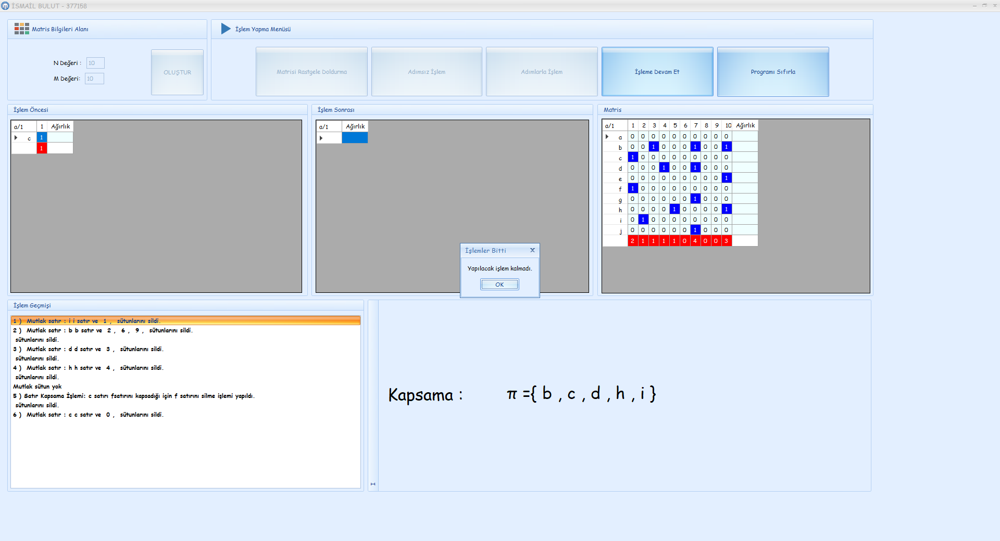 İSMAİL BULUT - 377158
Matris Bilgileri Alanı
N Değeri : 10
M Değeri: 10
OLUŞTUR
İşlem Yapma Menüsü
Matrisi Rastgele Doldurma
Adımsız İşlem
Adımlarla İşlem
İşleme Devam Et
Programı Sıfırla
İşlem Öncesi
a/1 1 Ağırlık
c 1
1
İşlem Sonrası
a/1 Ağırlık
Matris
a/1 1 2 3 4 5 6 7 8 9 10 Ağırlık
a 0 0 0 0 0 0 0 0 0 0
b 0 0 1 0 0 0 1 0 0 1
c 1 0 0 0 0 0 0 0 0 0
d 0 0 0 1 0 0 1 0 0 0
e 0 0 0 0 0 0 0 0 0 1
f 1 0 0 0 0 0 0 0 0 0
g 0 0 0 0 0 0 1 0 0 0
h 0 0 0 0 1 0 0 0 0 1
i 0 1 0 0 0 0 0 0 0 0
j 0 0 0 0 0 0 1 0 0 0
2 1 1 1 1 0 4 0 0 3
İşlemler Bitti
Yapılacak işlem kalmadı.
OK
İşlem Geçmişi
1 ) Mutlak satır : i i satır ve 1 , sütunlarını sildi.
2 ) Mutlak satır : b b satır ve 2 , 6 , 9 , sütunlarını sildi.
sütunlarını sildi.
3 ) Mutlak satır : d d satır ve 3 , sütunlarını sildi.
sütunlarını sildi.
4 ) Mutlak satır : h h satır ve 4 , sütunlarını sildi.
sütunlarını sildi.
Mutlak sütun yok
5 ) Satır Kapsama İşlemi: c satırı fsatırını kapsadığı için f satırını silme işlemi yapıldı.
sütunlarını sildi.
6 ) Mutlak satır : c c satır ve 0 , sütunlarını sildi.
Kapsama : π ={ b , c , d , h , i }